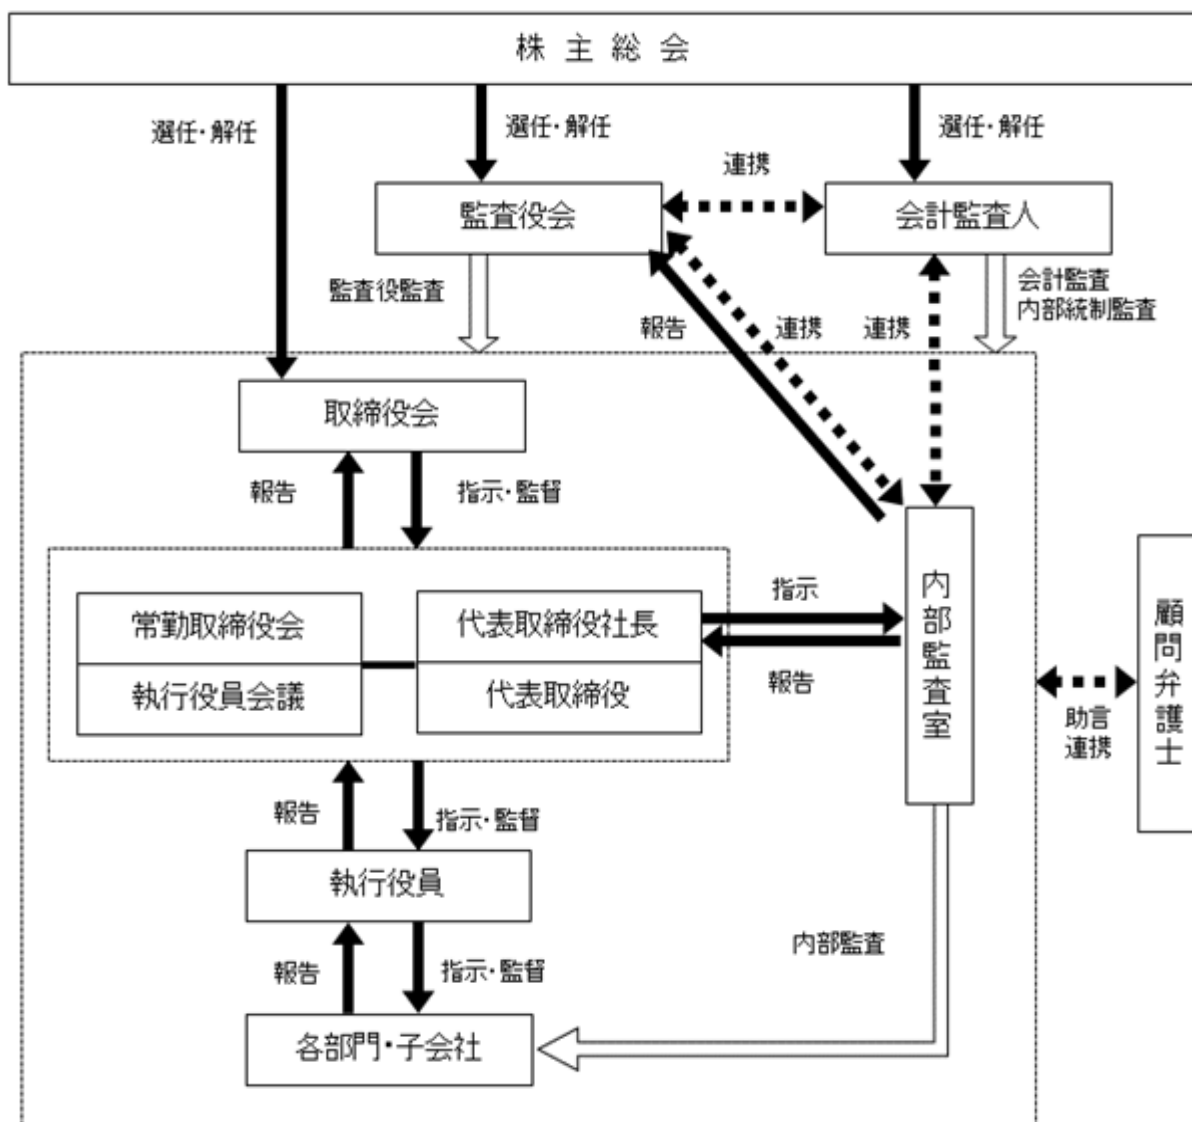 株主総会
選任・解任
選任・解任
選任・解任
連携
監査役会
会計監査人
監査役監査
会計監査
内部統制監査
報告
連携
連携
取締役会
報告
指示・監督
常勤取締役会
執行役員会議
代表取締役社長
代表取締役
指示
報告
内部監査室
助言
連携
顧問弁護士
報告
指示・監督
執行役員
報告
指示・監督
内部監査
各部門・子会社